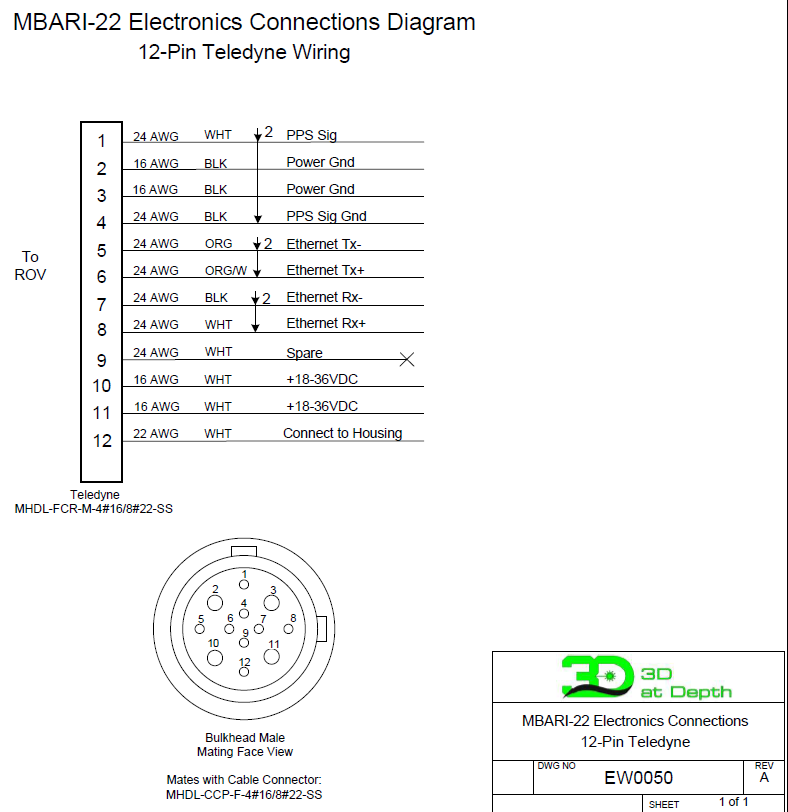 MBARI-22 Electronics Connections Diagram
12-Pin Teledyne Wiring
1 24 AWG WHT 2 PPS Sig
2 16 AWG BLK Power Gnd
3 16 AWG BLK Power Gnd
4 24 AWG BLK PPS Sig Gnd
5 24 AWG ORG 2 Ethernet Tx-
6 24 AWG ORG/W Ethernet Tx+
7 24 AWG BLK 2 Ethernet Rx-
8 24 AWG WHT Ethernet Rx+
9 24 AWG WHT Spare
10 16 AWG WHT +18-36VDC
11 16 AWG WHT +18-36VDC
12 22 AWG WHT Connect to Housing
To
ROV
Teledyne
MHDL-FCR-M-4#16/8#22-SS
1
2 3
4
5 6 7 8
9
10 11
12
Bulkhead Male
Mating Face View
Mates with Cable Connector:
MHDL-CCP-F-4#16/8#22-SS
3D
3D
at Depth
MBARI-22 Electronics Connections
12-Pin Teledyne
DWG NO
EW0050
REV
A
SHEET 1 of 1